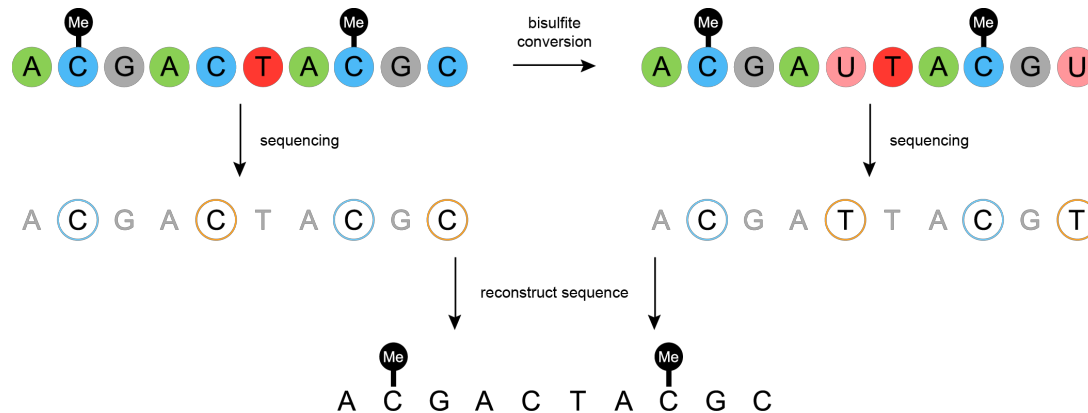 Me Me bisulfite conversion Me Me
A C G A C T A C G C
A C G A U T A C G U
sequencing
sequencing
A C G A C T A C G C
A C G A T T A C G T
reconstruct sequence
Me Me
A C G A C T A C G C